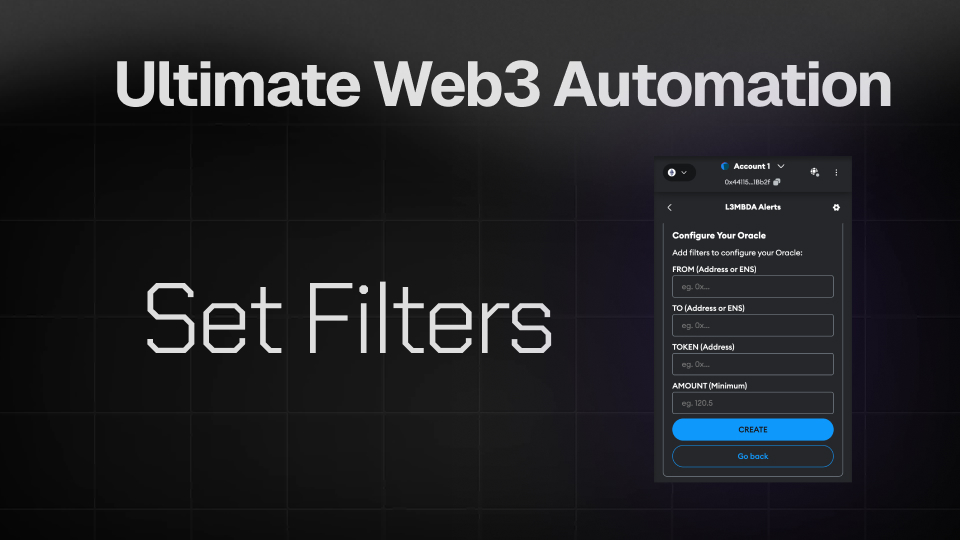 Ultimate Web3 Automation
Set Filters
Account 1
0x44115...18b2f
L3MBDA Alerts
Configure Your Oracle
Add filters to configure your Oracle:
FROM (Address or ENS)
eg. 0x...
TO (Address or ENS)
eg. 0x...
TOKEN (Address)
eg. 0x...
AMOUNT (Minimum)
eg. 120.5
CREATE
Go back